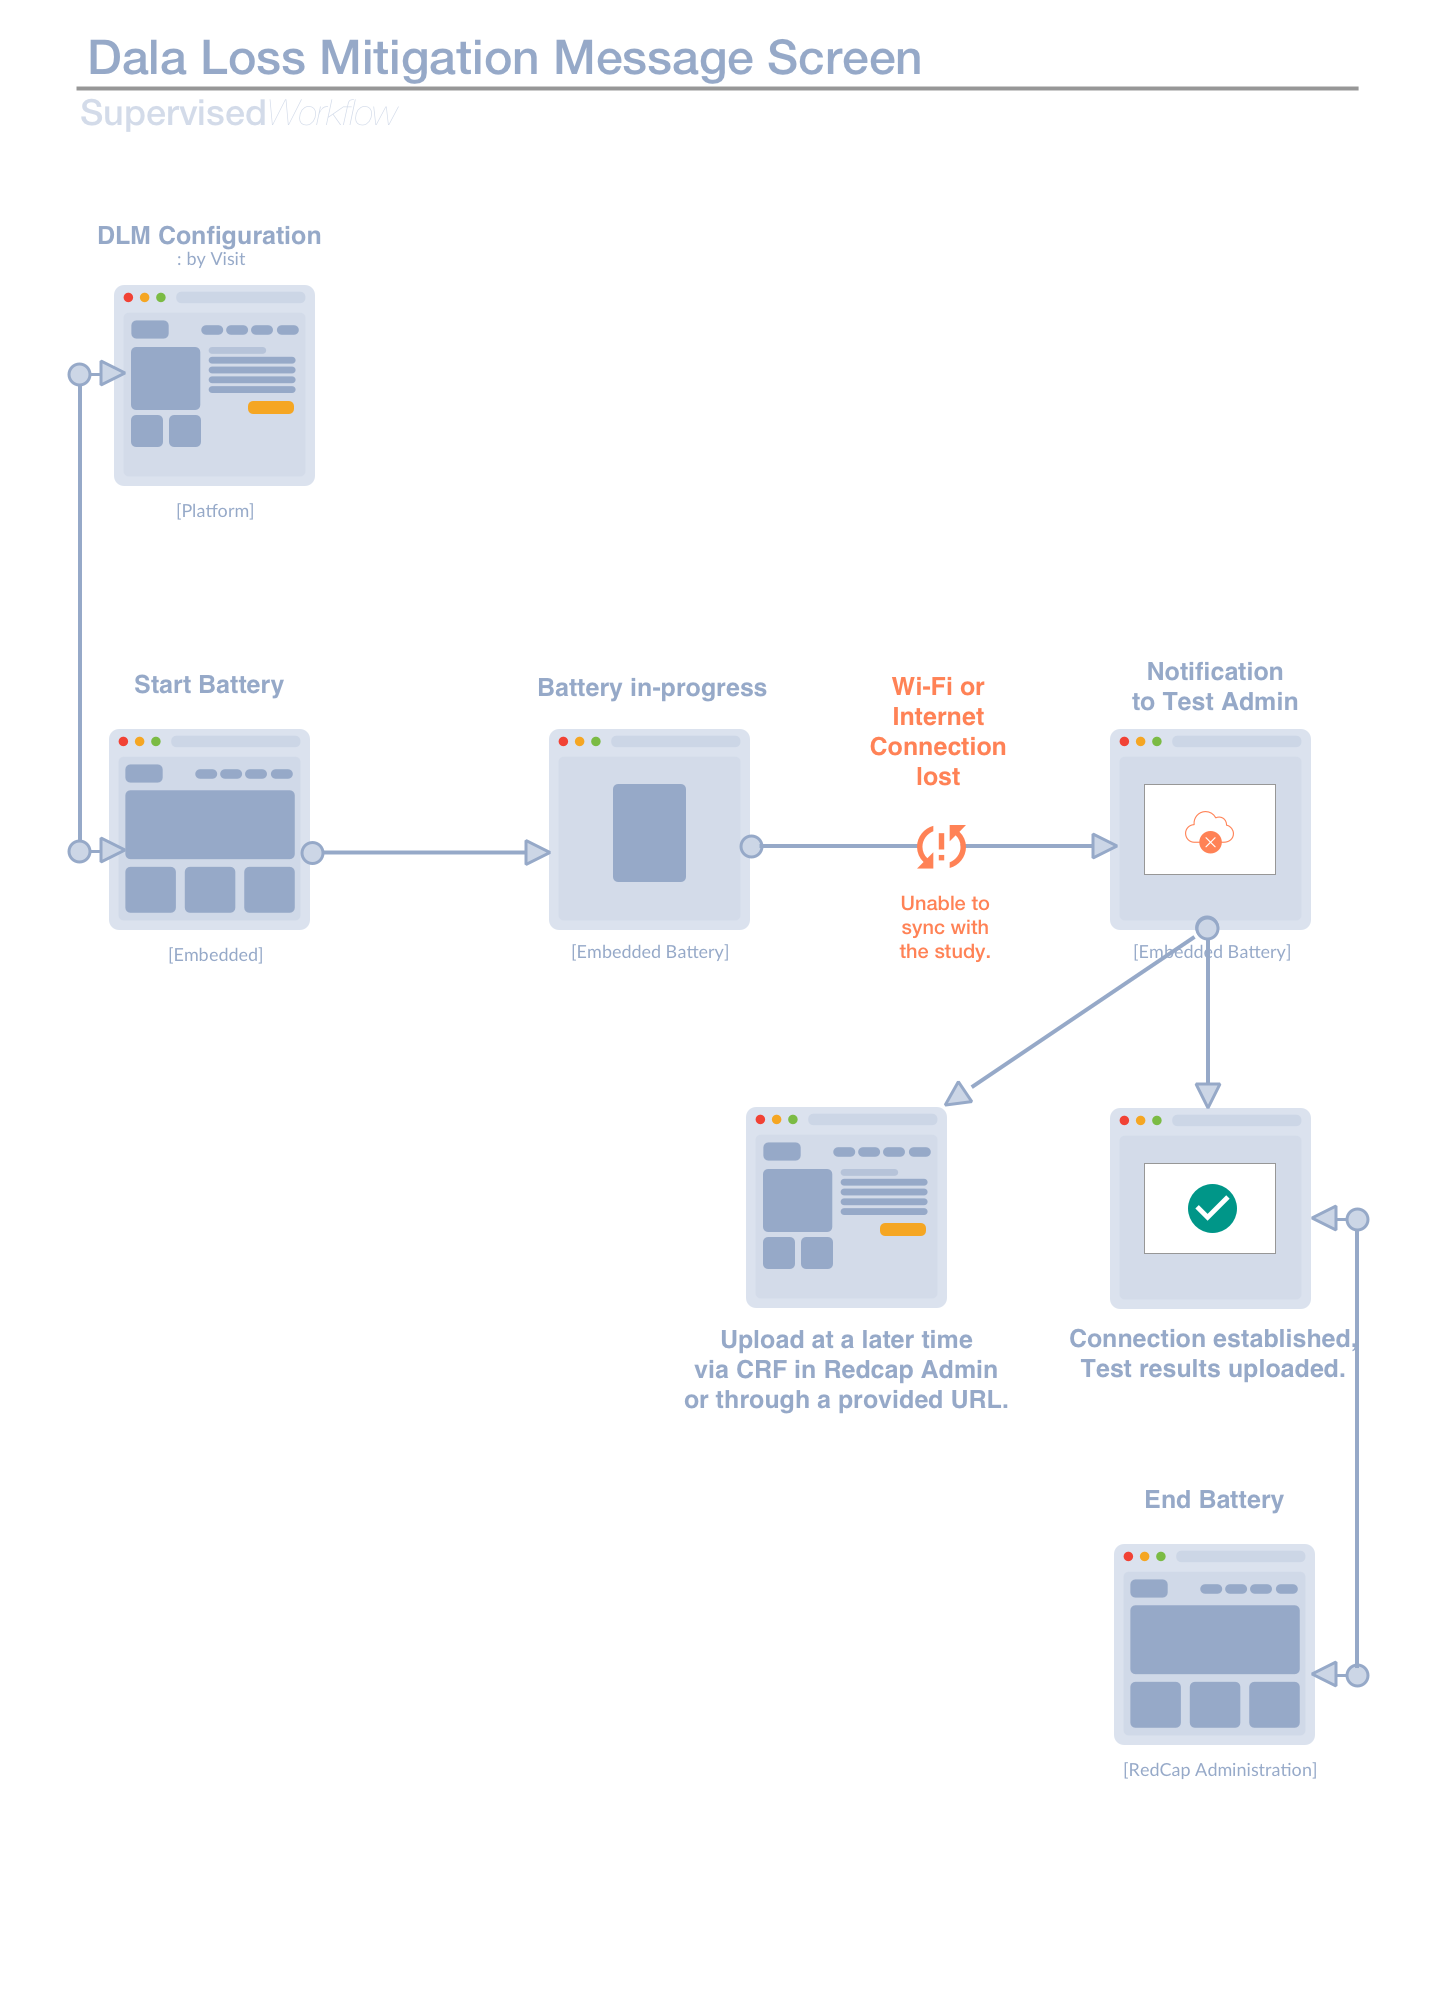 Dala Loss Mitigation Message Screen
SupervisedWorkflow
DLM Configuration
: by Visit
[Platform]
Start Battery
[Embedded]
Battery in-progress
[Embedded Battery]
Wi-Fi or
Internet
Connection
lost
Unable to
sync with
the study.
Notification
to Test Admin
[Embedded Battery]
Upload at a later time
via CRF in Redcap Admin
or through a provided URL.
Connection established,
Test results uploaded.
End Battery
[RedCap Administration]